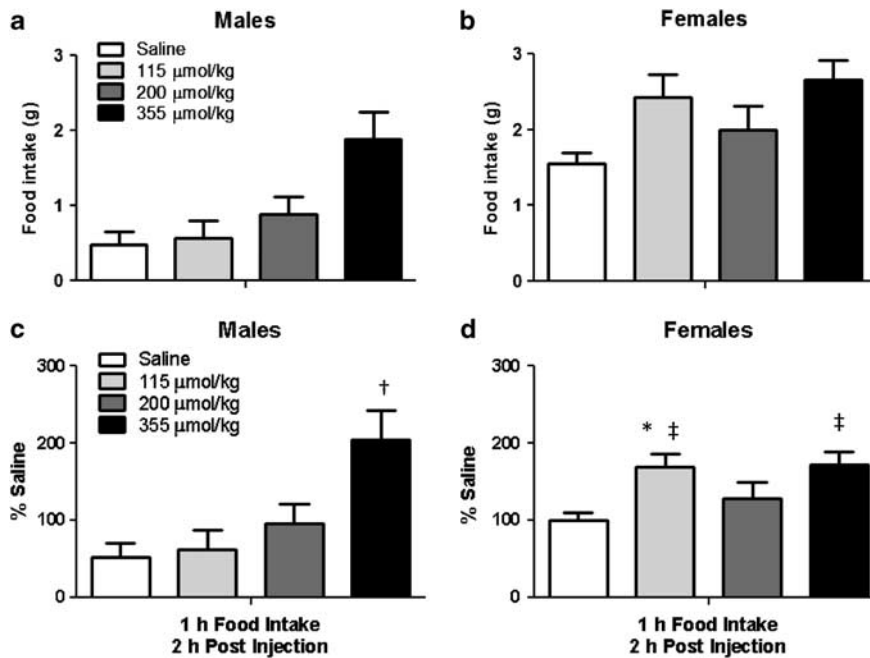 a
Males
Saline
115 μmol/kg
200 μmol/kg
355 μmol/kg
Food intake (g)
3
2
1
0
b
Females
Food intake (g)
3
2
1
0
c
Males
Saline
115 μmol/kg
200 μmol/kg
355 μmol/kg
% Saline
300
200
100
0
†
1 h Food Intake
2 h Post Injection
d
Females
% Saline
300
200
100
0
* ‡
‡
1 h Food Intake
2 h Post Injection